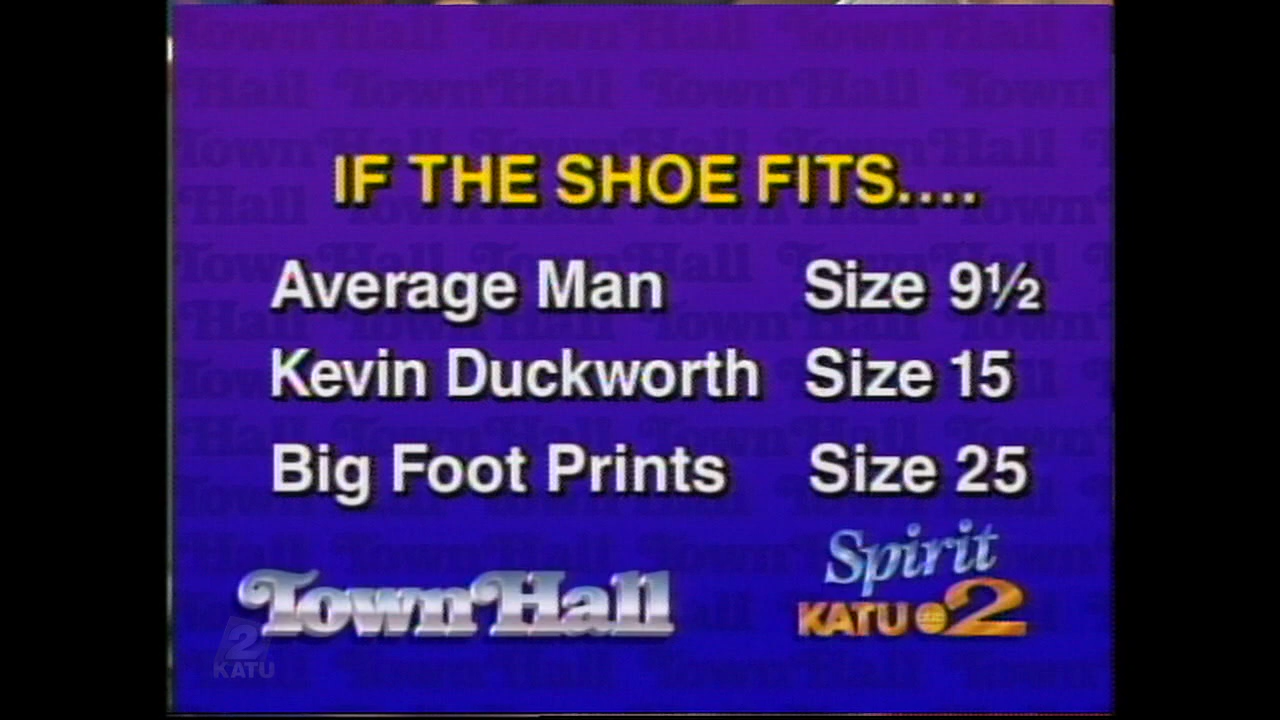 IF THE SHOE FITS....
Average Man Size 9½
Kevin Duckworth Size 15
Big Foot Prints Size 25
Spirit
Town Hall
KATU 2
2
KATU